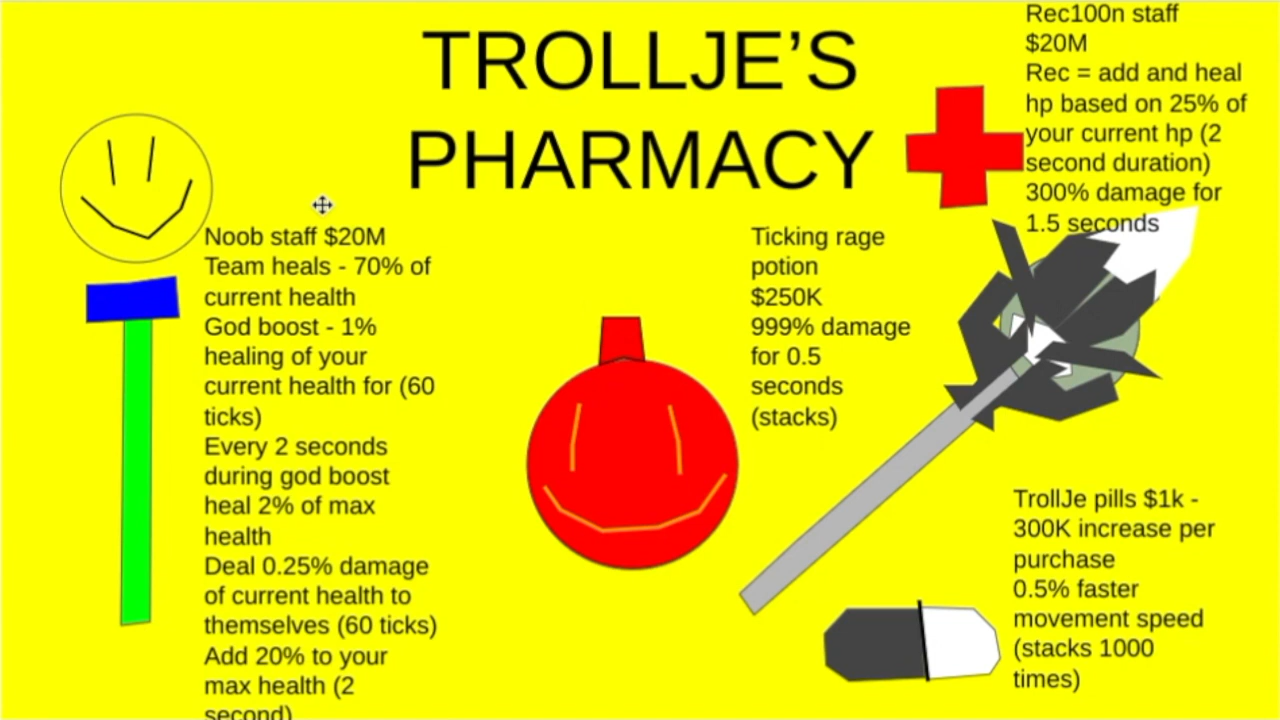 TROLLJE’S
PHARMACY
Noob staff $20M
Team heals - 70% of
current health
God boost - 1%
healing of your
current health for (60
ticks)
Every 2 seconds
during god boost
heal 2% of max
health
Deal 0.25% damage
of current health to
themselves (60 ticks)
Add 20% to your
max health (2
second)
Ticking rage
potion
$250K
999% damage
for 0.5
seconds
(stacks)
Rec100n staff
$20M
Rec = add and heal
hp based on 25% of
your current hp (2
second duration)
300% damage for
1.5 seconds
TrollJe pills $1k -
300K increase per
purchase
0.5% faster
movement speed
(stacks 1000
times)